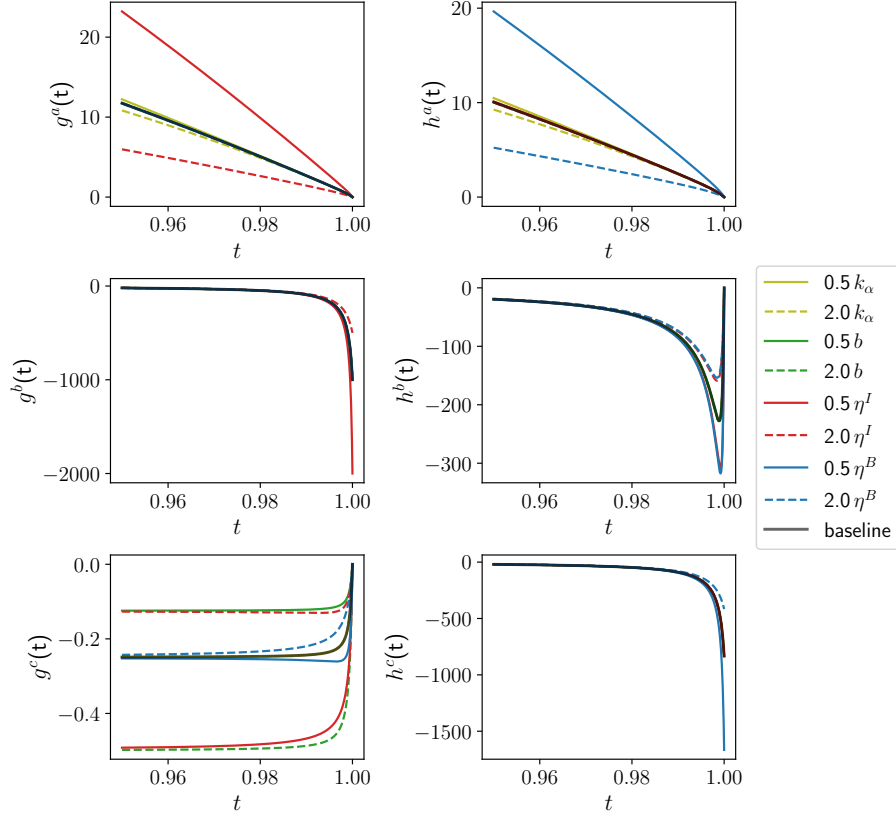 20
10
0
g^a(t)
0.96 0.98 1.00
t
20
10
0
h^a(t)
0.96 0.98 1.00
t
0
−1000
−2000
g^b(t)
0.96 0.98 1.00
t
0
−100
−200
−300
h^b(t)
0.96 0.98 1.00
t
0.5 k_α
2.0 k_α
0.5 b
2.0 b
0.5 η^I
2.0 η^I
0.5 η^B
2.0 η^B
baseline
0.0
−0.2
−0.4
g^c(t)
0.96 0.98 1.00
t
0
−500
−1000
−1500
h^c(t)
0.96 0.98 1.00
t